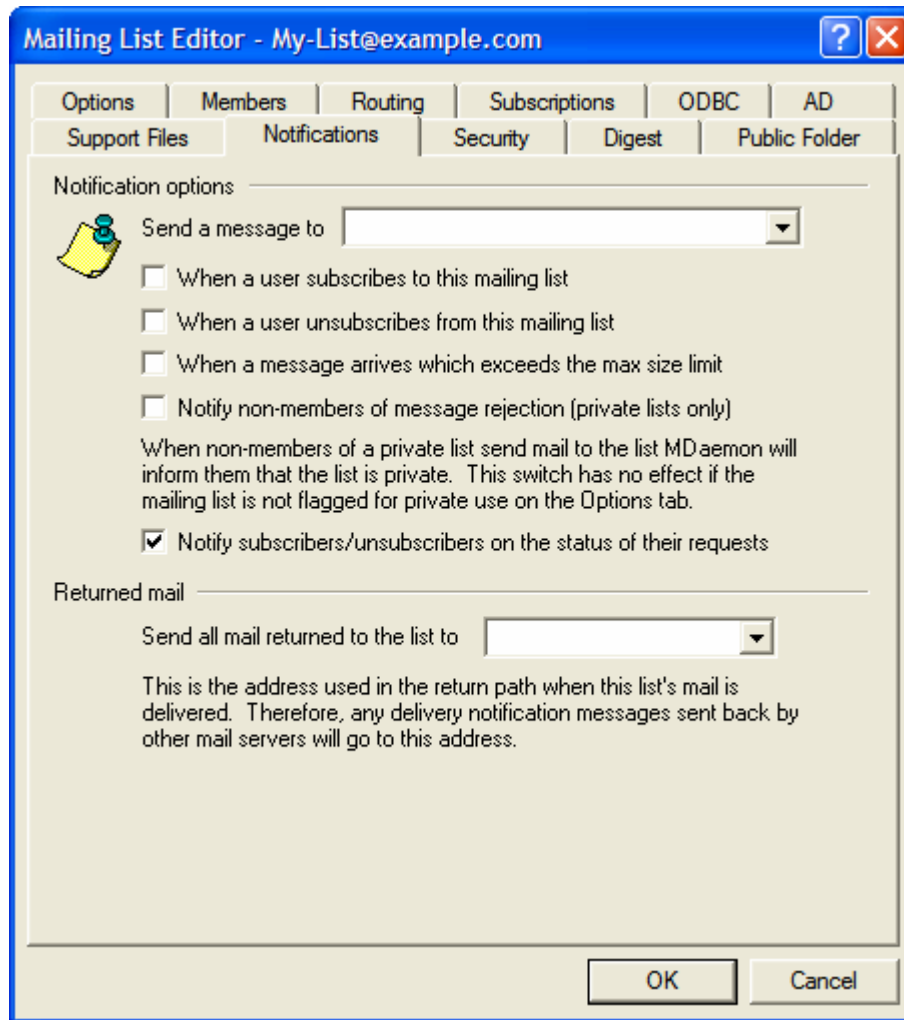 Mailing List Editor - My-List@example.com
Options Members Routing Subscriptions ODBC AD
Support Files Notifications Security Digest Public Folder
Notification options
Send a message to
When a user subscribes to this mailing list
When a user unsubscribes from this mailing list
When a message arrives which exceeds the max size limit
Notify non-members of message rejection (private lists only)
When non-members of a private list send mail to the list MDaemon will
inform them that the list is private. This switch has no effect if the
mailing list is not flagged for private use on the Options tab.
Notify subscribers/unsubscribers on the status of their requests
Returned mail
Send all mail returned to the list to
This is the address used in the return path when this list's mail is
delivered. Therefore, any delivery notification messages sent back by
other mail servers will go to this address.
OK Cancel